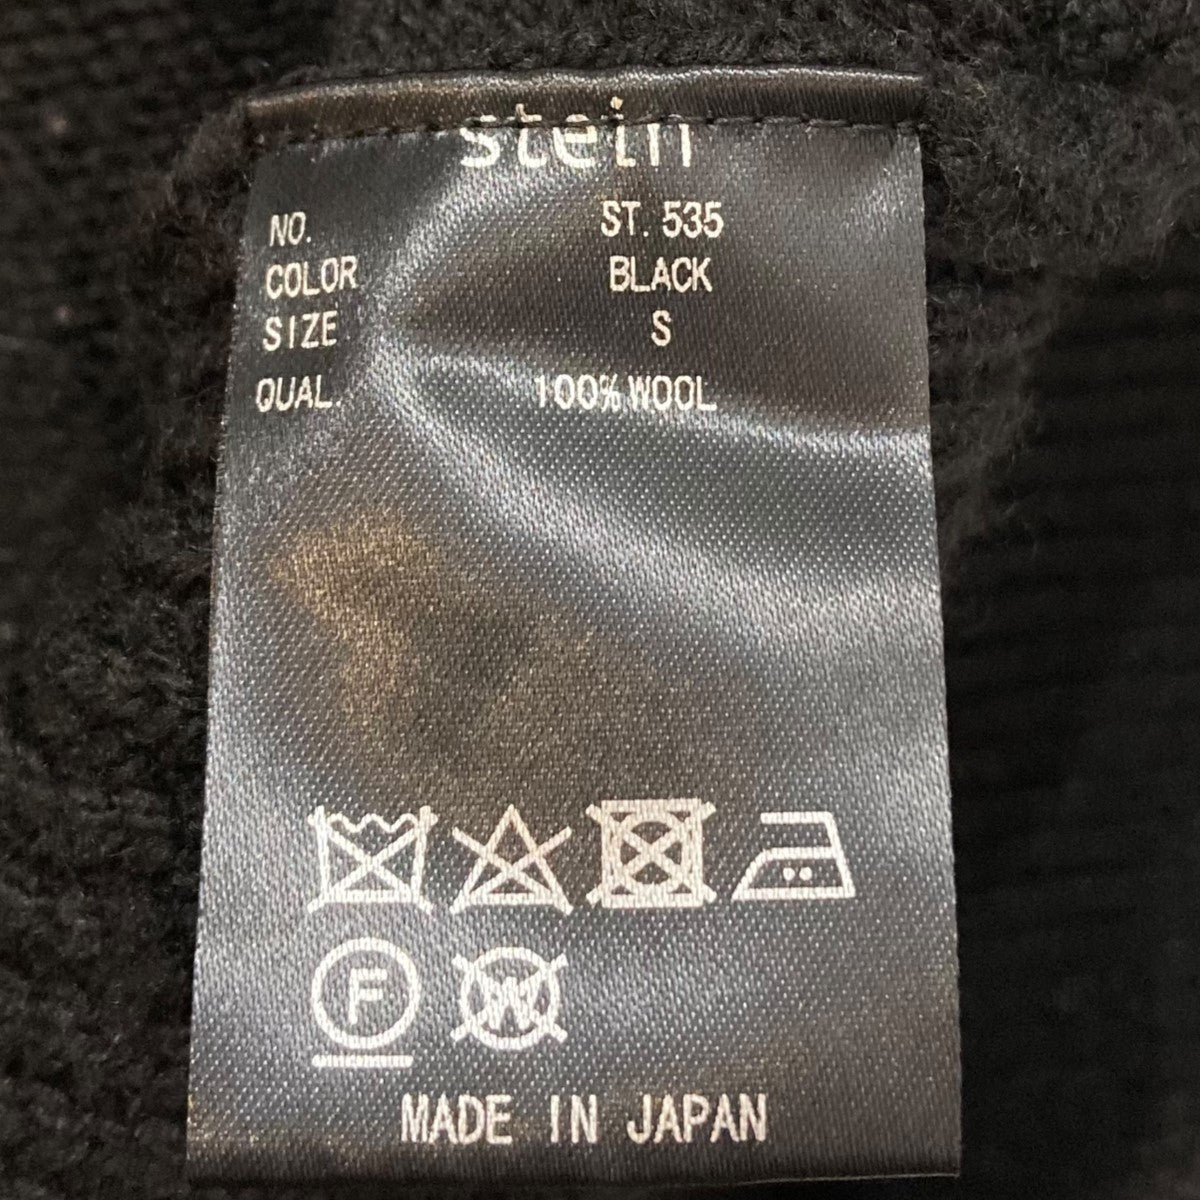 stein
NO. ST. 535
COLOR BLACK
SIZE S
QUAL. 100% WOOL
F W
MADE IN JAPAN